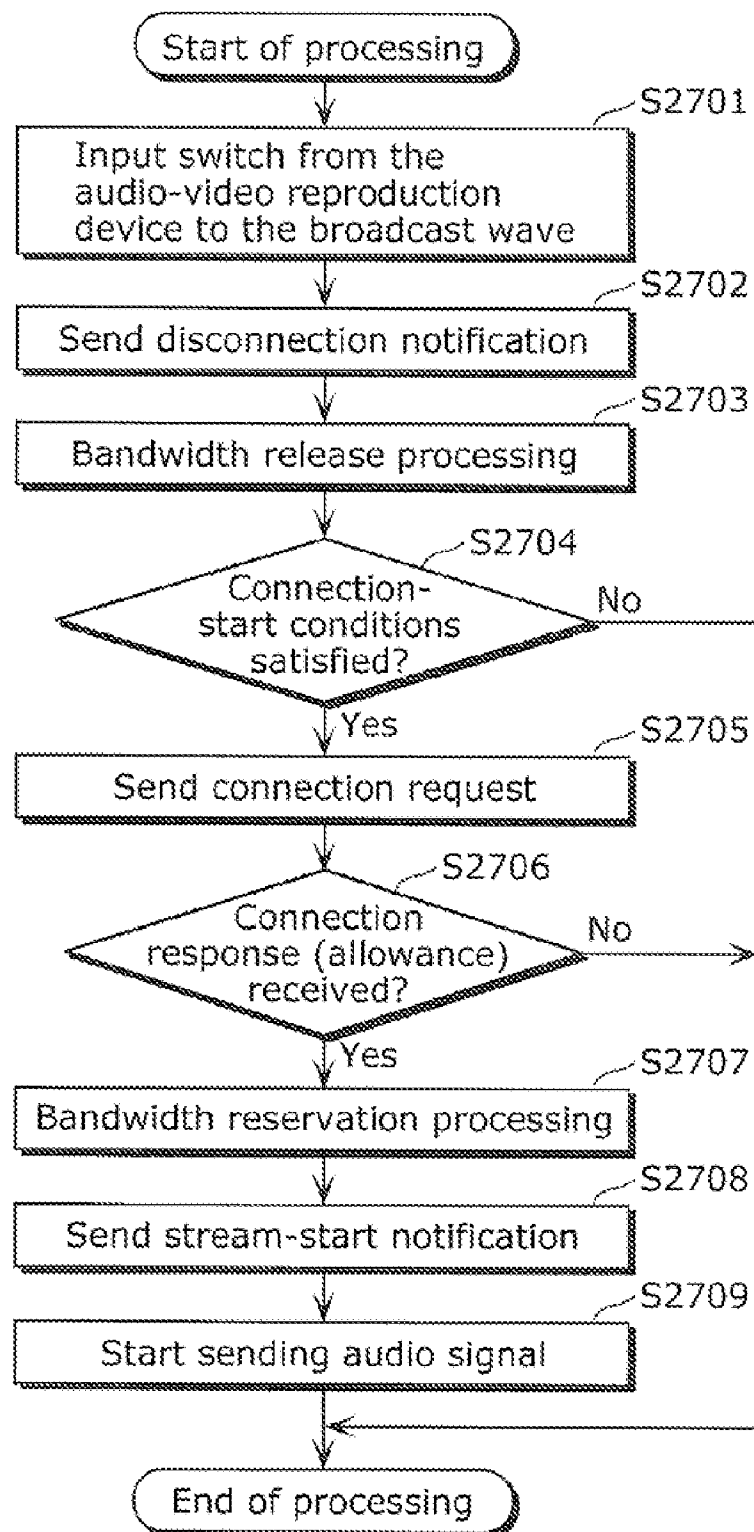 Start of processing
S2701
Input switch from the
audio-video reproduction
device to the broadcast wave
S2702
Send disconnection notification
S2703
Bandwidth release processing
S2704
Connection-
start conditions
satisfied?
No
Yes
S2705
Send connection request
S2706
Connection
response (allowance)
received?
No
Yes
S2707
Bandwidth reservation processing
S2708
Send stream-start notification
S2709
Start sending audio signal
End of processing